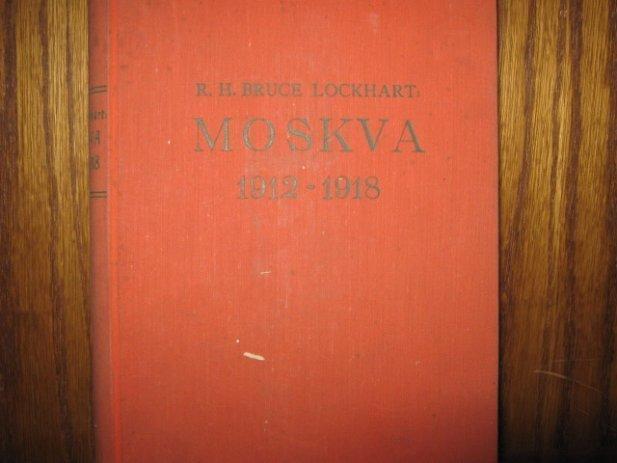 R. H. BRUCE LOCKHART:
MOSKVA
1912-1918